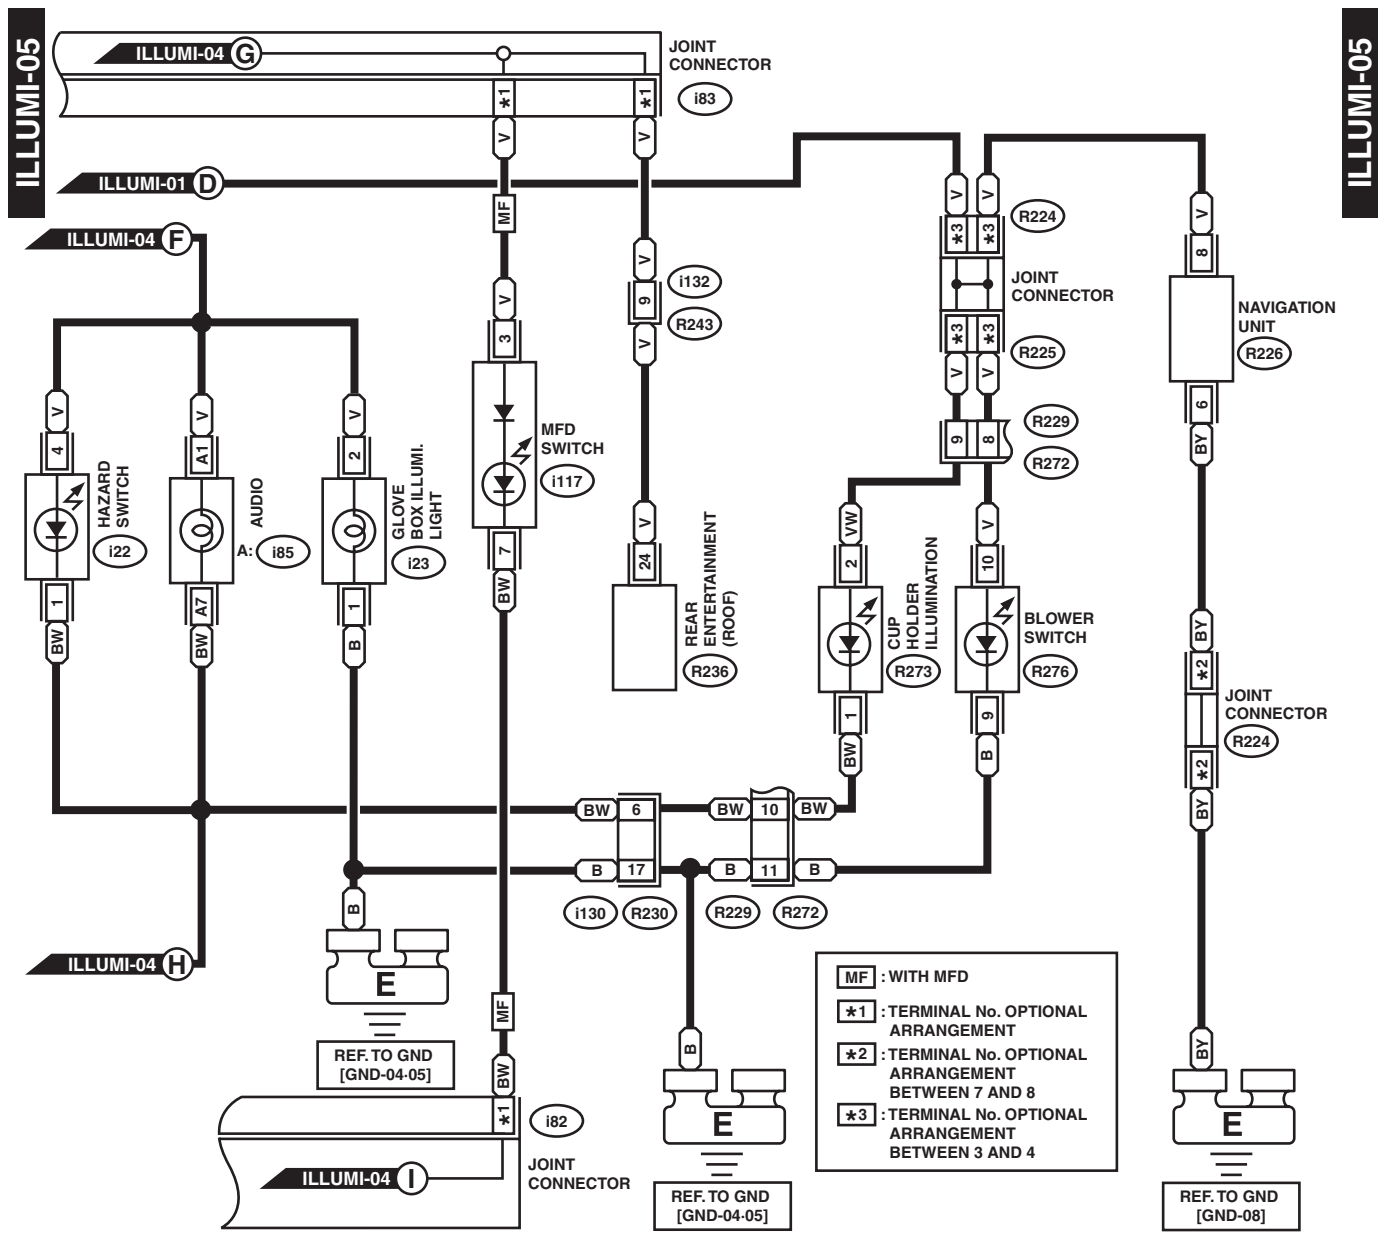 ILLUMI-05
ILLUMI-05
ILLUMI-04 G
JOINT
CONNECTOR
i83
*1
*1
V
V
ILLUMI-01 D
MF
ILLUMI-04 F
V
V
V
V
*3
*3
R224
JOINT
CONNECTOR
*3
*3
R225
V
V
9
8
R229
R272
V
8
NAVIGATION
UNIT
R226
6
BY
V
9
i132
R243
V
V
3
MFD
SWITCH
i117
7
BW
V
4
HAZARD
SWITCH
i22
1
BW
V
A1
AUDIO
A: i85
A7
BW
V
2
GLOVE
BOX ILLUMI.
LIGHT
i23
1
B
24
REAR
ENTERTAINMENT
(ROOF)
R236
VW
2
CUP
HOLDER
ILLUMINATION
R273
1
BW
V
10
BLOWER
SWITCH
R276
9
B
BY
*2
JOINT
CONNECTOR
R224
*2
BY
BW
6
BW
10
BW
B
17
B
11
B
i130
R230
R229
R272
B
ILLUMI-04 H
E
REF. TO GND
[GND-04·05]
MF
BW
*1
i82
ILLUMI-04 I
JOINT
CONNECTOR
B
E
REF. TO GND
[GND-04·05]
MF : WITH MFD
*1 : TERMINAL No. OPTIONAL
ARRANGEMENT
*2 : TERMINAL No. OPTIONAL
ARRANGEMENT
BETWEEN 7 AND 8
*3 : TERMINAL No. OPTIONAL
ARRANGEMENT
BETWEEN 3 AND 4
BY
E
REF. TO GND
[GND-08]